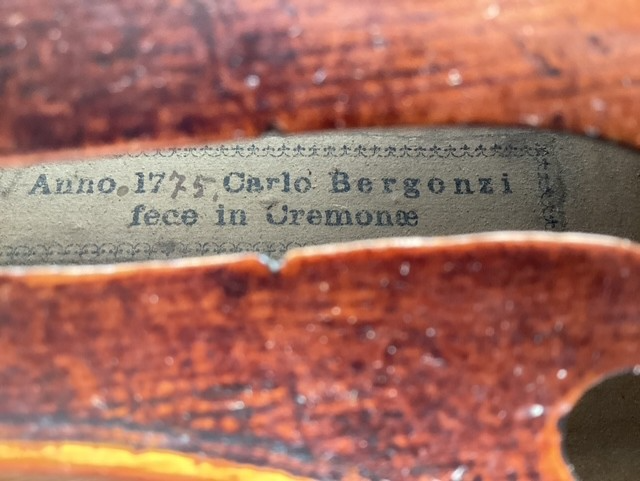 Anno. 1775, Carlo Bergonzi
fece in Cremonæ